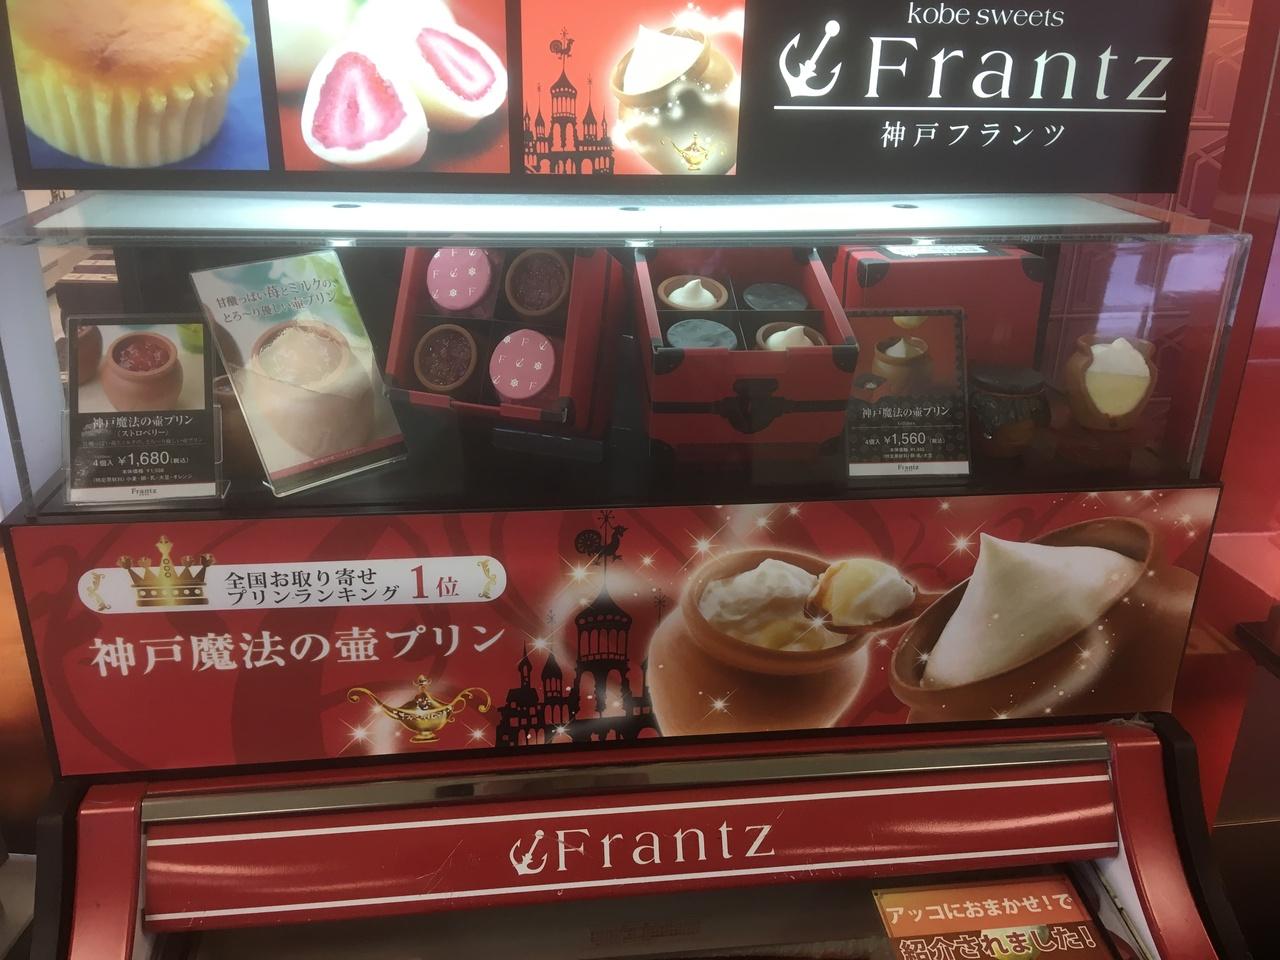 kobe sweets
Frantz
神戸フランツ
甘酸っぱい苺とミルクの、
とろ〜り優しい壺プリン
神戸魔法の壷プリン
(ストロベリー)
4個入 ¥1,680(税込)
Frantz
神戸魔法の壷プリン
4個入 ¥1,560(税込)
Frantz
全国お取り寄せ
プリンランキング 1位
神戸魔法の壷プリン
Frantz
アッコにおまかせ!で
紹介されました!